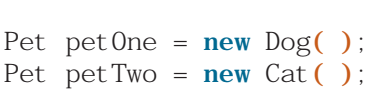 Pet petOne = new Dog( );
Pet petTwo = new Cat( );